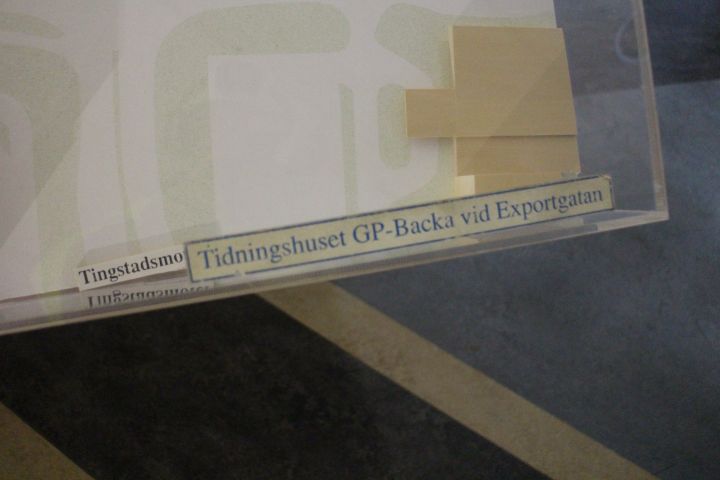 Tingstadsmo
Tidningshuset GP-Backa vid Exportgatan